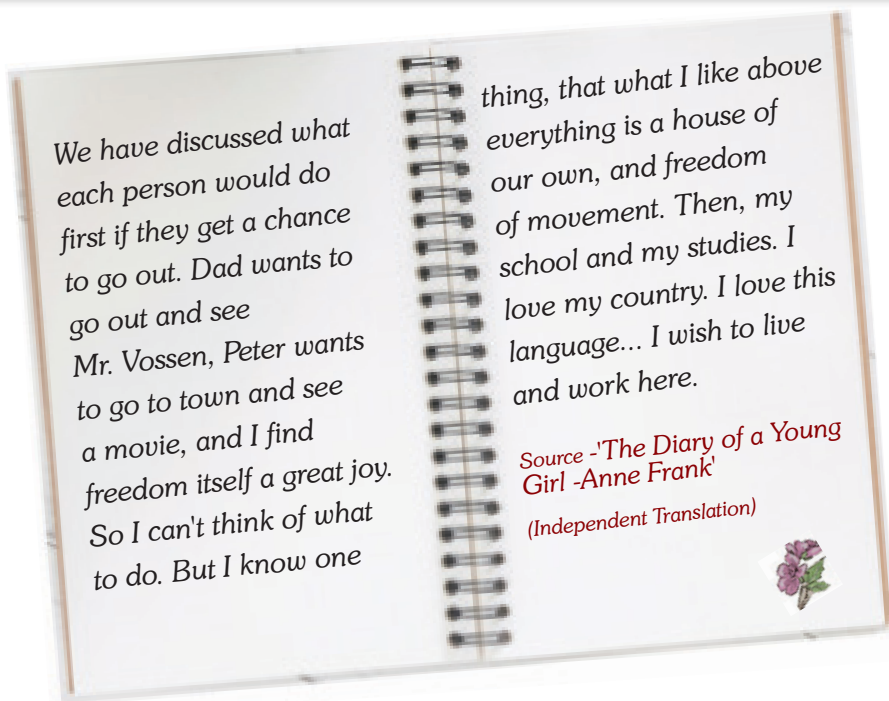 We have discussed what
each person would do
first if they get a chance
to go out. Dad wants to
go out and see
Mr. Vossen, Peter wants
to go to town and see
a movie, and I find
freedom itself a great joy.
So I can't think of what
to do. But I know one
thing, that what I like above
everything is a house of
our own, and freedom
of movement. Then, my
school and my studies. I
love my country. I love this
language... I wish to live
and work here.
Source -'The Diary of a Young
Girl -Anne Frank'
(Independent Translation)